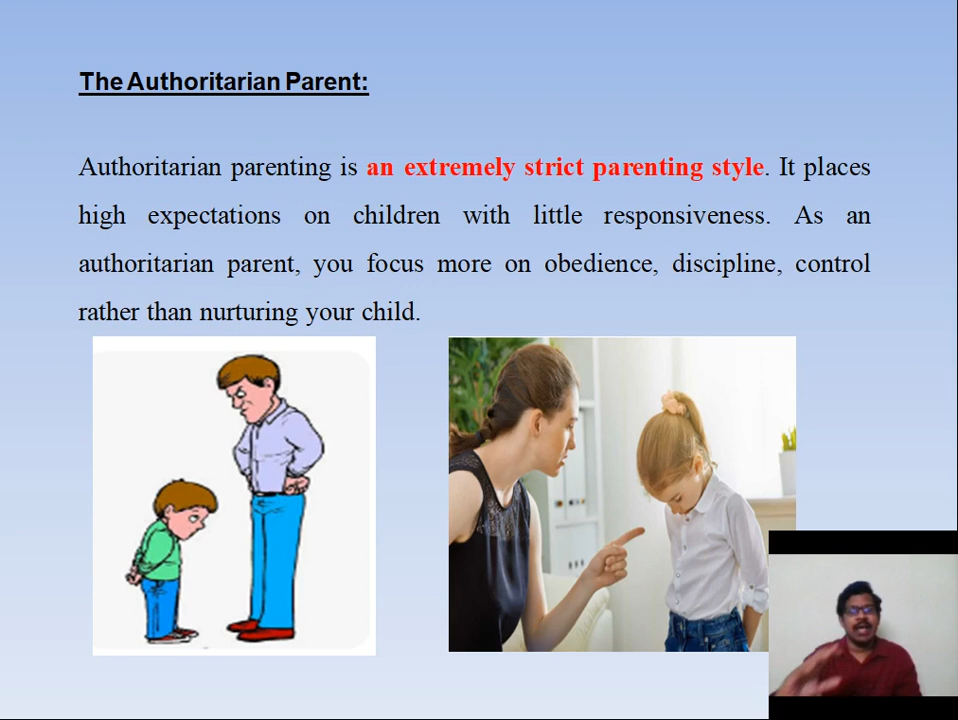 The Authoritarian Parent:
Authoritarian parenting is an extremely strict parenting style. It places
high expectations on children with little responsiveness. As an
authoritarian parent, you focus more on obedience, discipline, control
rather than nurturing your child.